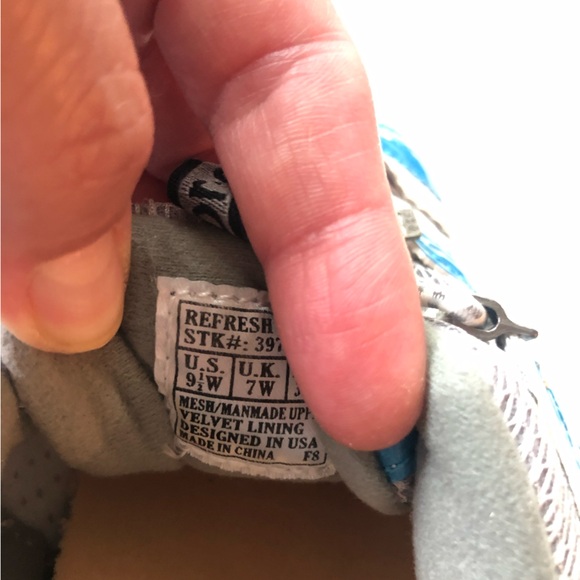 r.
REFRESH
STK#: 397
U.S. U.K.
9½W 7W
MESH/MANMADE UPP
VELVET LINING
DESIGNED IN USA
MADE IN CHINA F8